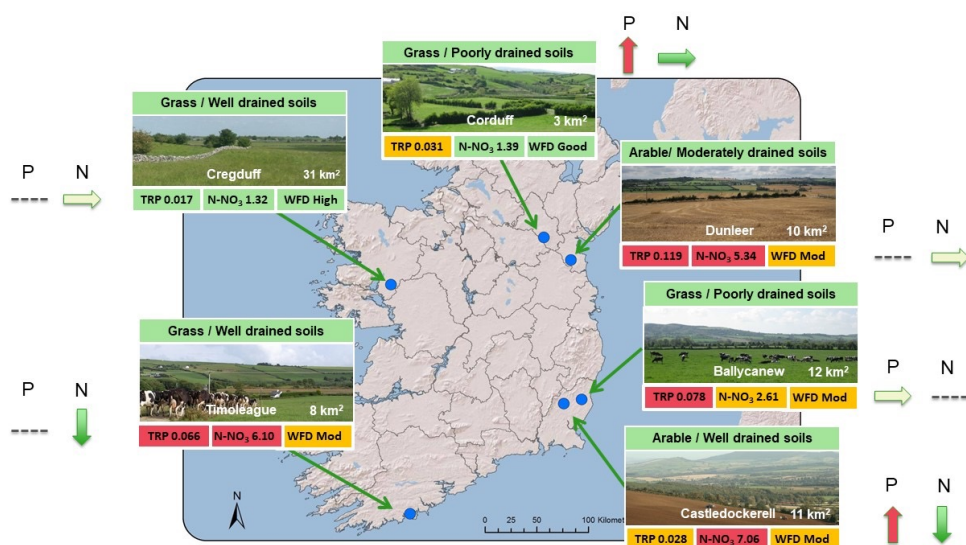 P N
Grass / Poorly drained soils
Corduff 3 km²
TRP 0.031 N-NO₃ 1.39 WFD Good
Grass / Well drained soils
Cregduff 31 km²
TRP 0.017 N-NO₃ 1.32 WFD High
P N
Arable/ Moderately drained soils
Dunleer 10 km²
TRP 0.119 N-NO₃ 5.34 WFD Mod
P N
Grass / Poorly drained soils
Ballycanew 12 km²
TRP 0.078 N-NO₃ 2.61 WFD Mod
P N
Grass / Well drained soils
Timoleague 8 km²
TRP 0.066 N-NO₃ 6.10 WFD Mod
P N
Arable / Well drained soils
Castledockerell 11 km²
TRP 0.028 N-NO₃ 7.06 WFD Mod
P N
N
0 20 40 60 80 100 Kilomet